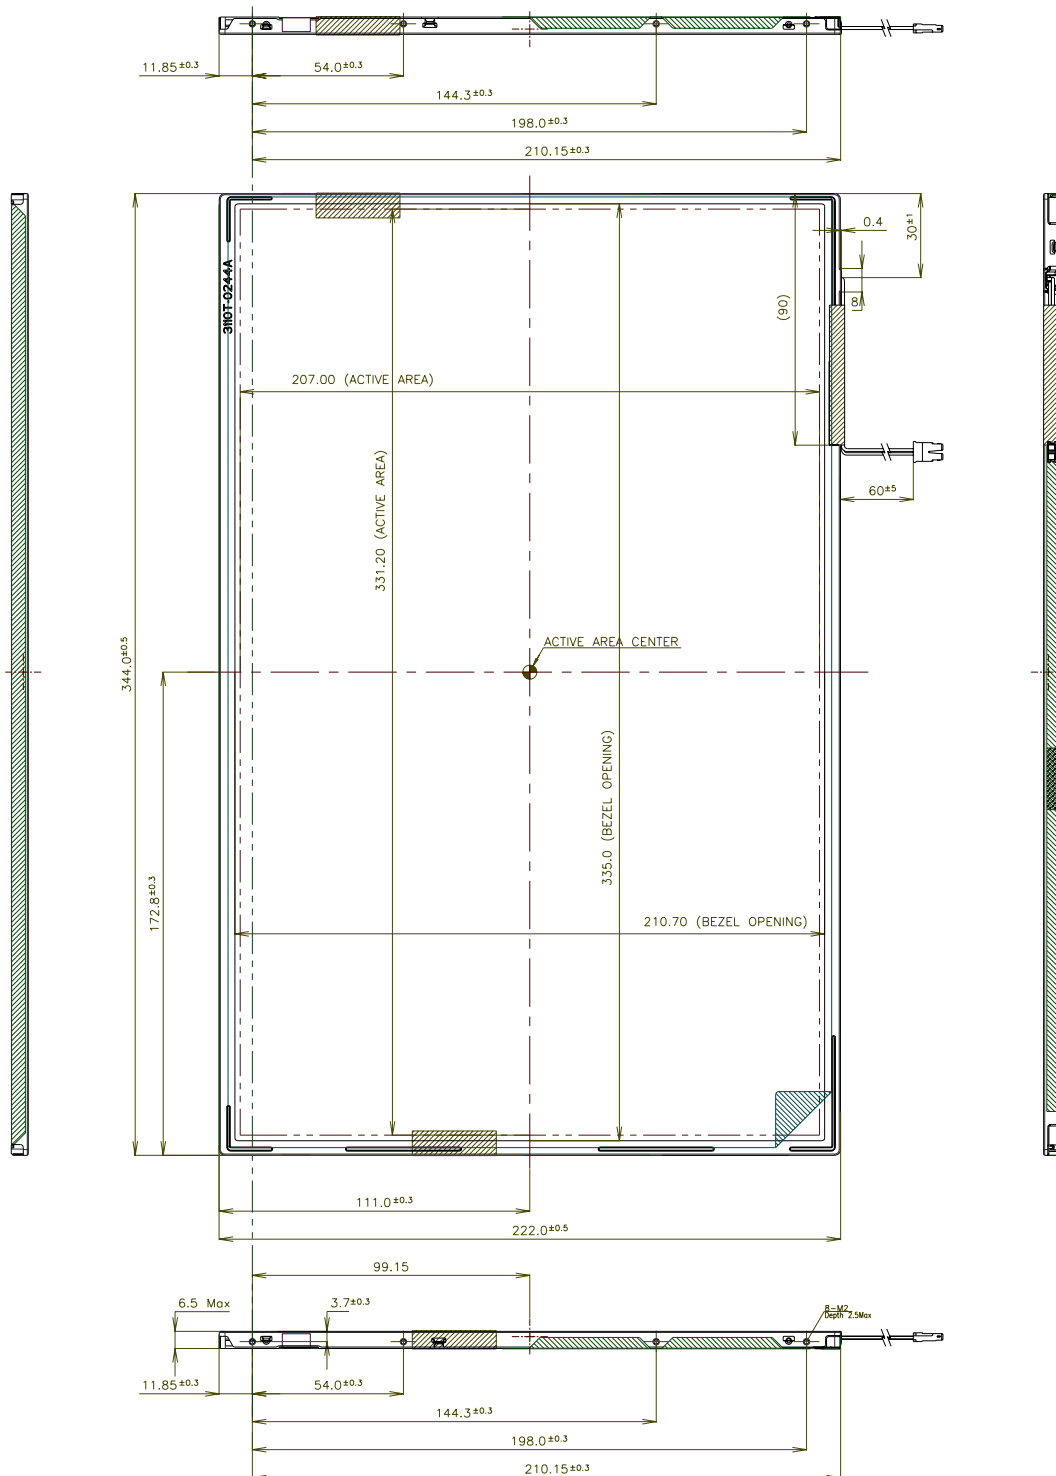 11.85±0.3
54.0±0.3
144.3±0.3
198.0±0.3
210.15±0.3
0.4
30±1
8
(90)
3110T-0244A
207.00 (ACTIVE AREA)
331.20 (ACTIVE AREA)
60±5
ACTIVE AREA CENTER
344.0±0.5
335.0 (BEZEL OPENING)
172.8±0.3
210.70 (BEZEL OPENING)
111.0±0.3
222.0±0.5
99.15
6.5 Max
3.7±0.3
8-M2
Depth 2.5Max
11.85±0.3
54.0±0.3
144.3±0.3
198.0±0.3
210.15±0.3